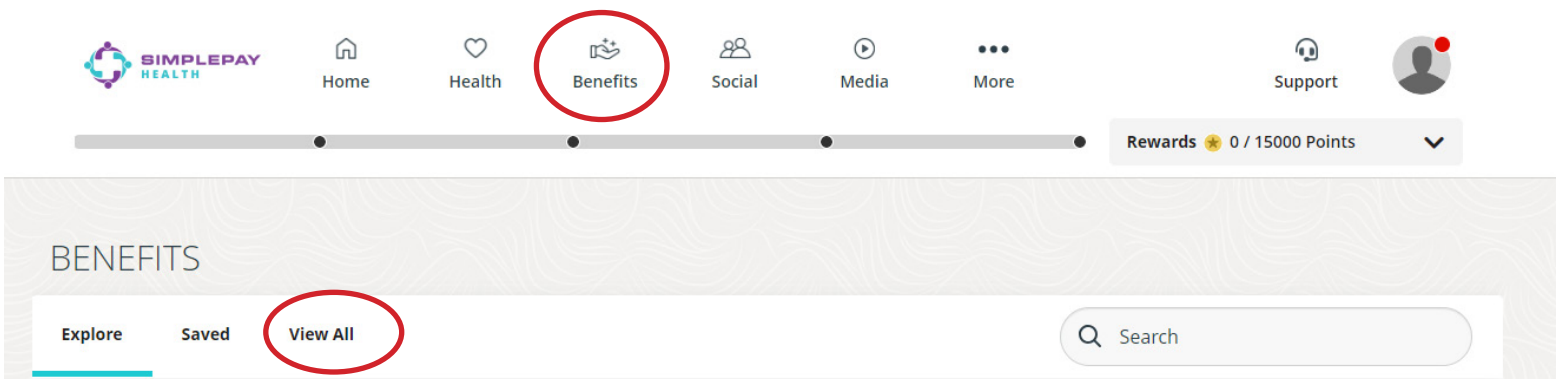 SIMPLEPAY
HEALTH
Home
Health
Benefits
Social
Media
More
Support
Rewards 0 / 15000 Points
BENEFITS
Explore
Saved
View All
Search